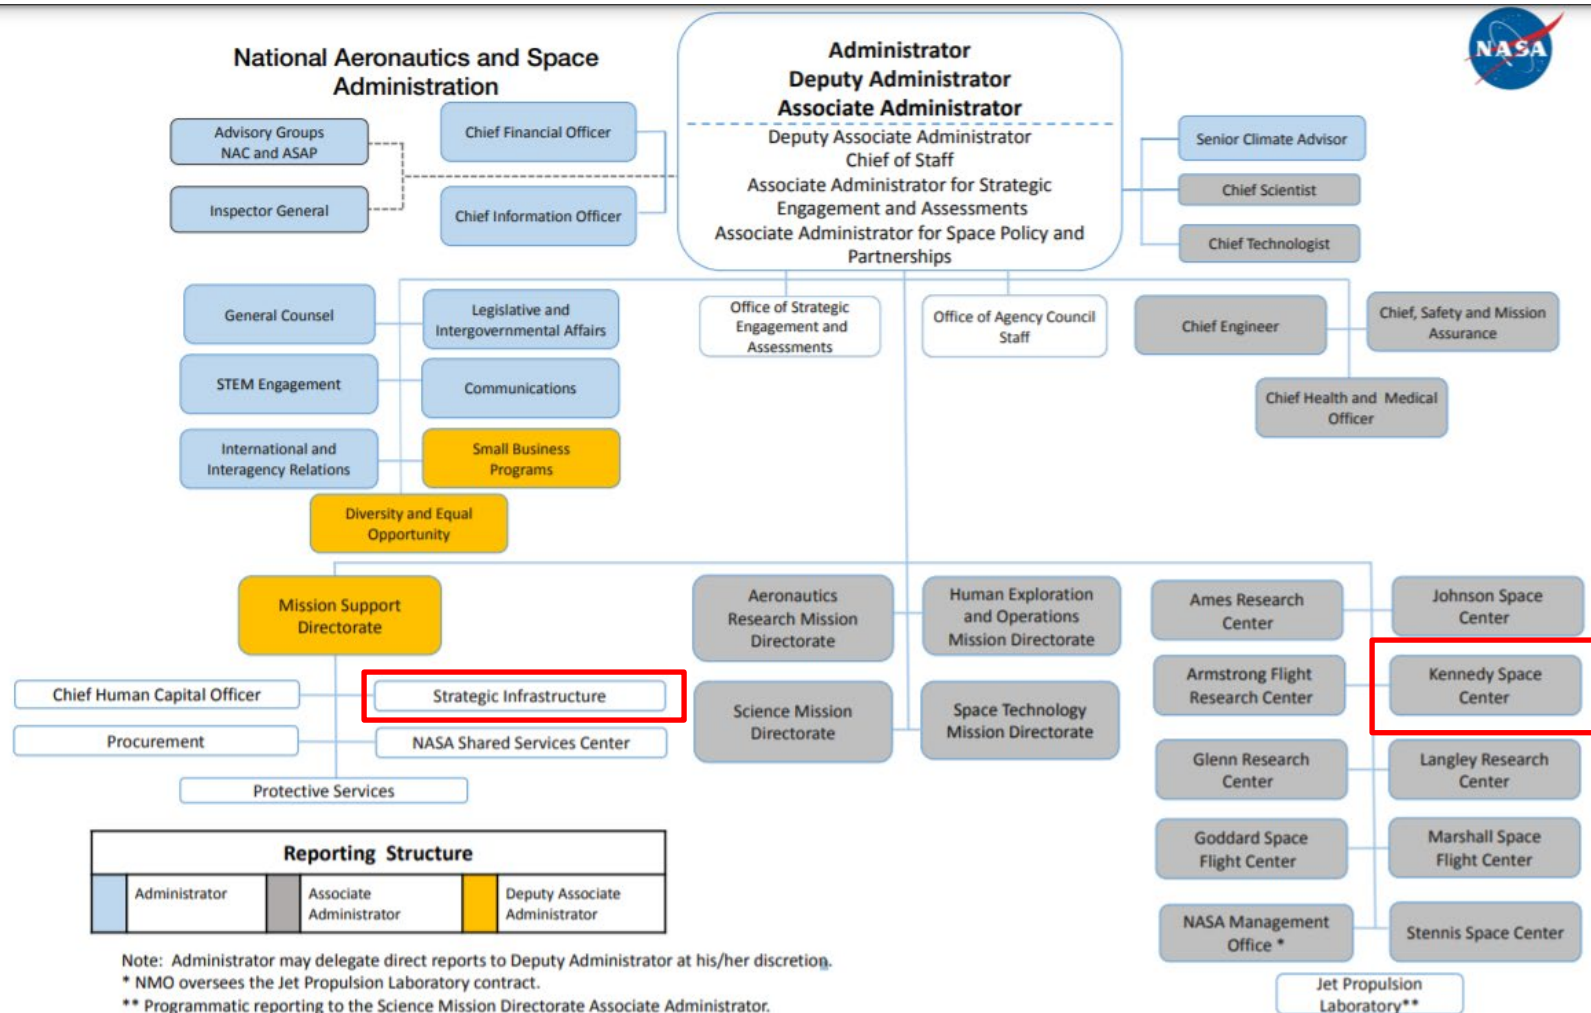 National Aeronautics and Space
Administration
Administrator
Deputy Administrator
Associate Administrator
Deputy Associate Administrator
Chief of Staff
Associate Administrator for Strategic
Engagement and Assessments
Associate Administrator for Space Policy and
Partnerships
NASA
Advisory Groups
NAC and ASAP
Chief Financial Officer
Inspector General
Chief Information Officer
Senior Climate Advisor
Chief Scientist
Chief Technologist
General Counsel
Legislative and
Intergovernmental Affairs
STEM Engagement
Communications
International and
Interagency Relations
Small Business
Programs
Diversity and Equal
Opportunity
Office of Strategic
Engagement and
Assessments
Office of Agency Council
Staff
Chief Engineer
Chief, Safety and Mission
Assurance
Chief Health and Medical
Officer
Mission Support
Directorate
Chief Human Capital Officer
Strategic Infrastructure
Procurement
NASA Shared Services Center
Protective Services
Aeronautics
Research Mission
Directorate
Human Exploration
and Operations
Mission Directorate
Science Mission
Directorate
Space Technology
Mission Directorate
Ames Research
Center
Johnson Space
Center
Armstrong Flight
Research Center
Kennedy Space
Center
Glenn Research
Center
Langley Research
Center
Goddard Space
Flight Center
Marshall Space
Flight Center
NASA Management
Office *
Stennis Space Center
Jet Propulsion
Laboratory**
Reporting Structure
Administrator
Associate
Administrator
Deputy Associate
Administrator
Note: Administrator may delegate direct reports to Deputy Administrator at his/her discretion.
* NMO oversees the Jet Propulsion Laboratory contract.
** Programmatic reporting to the Science Mission Directorate Associate Administrator.